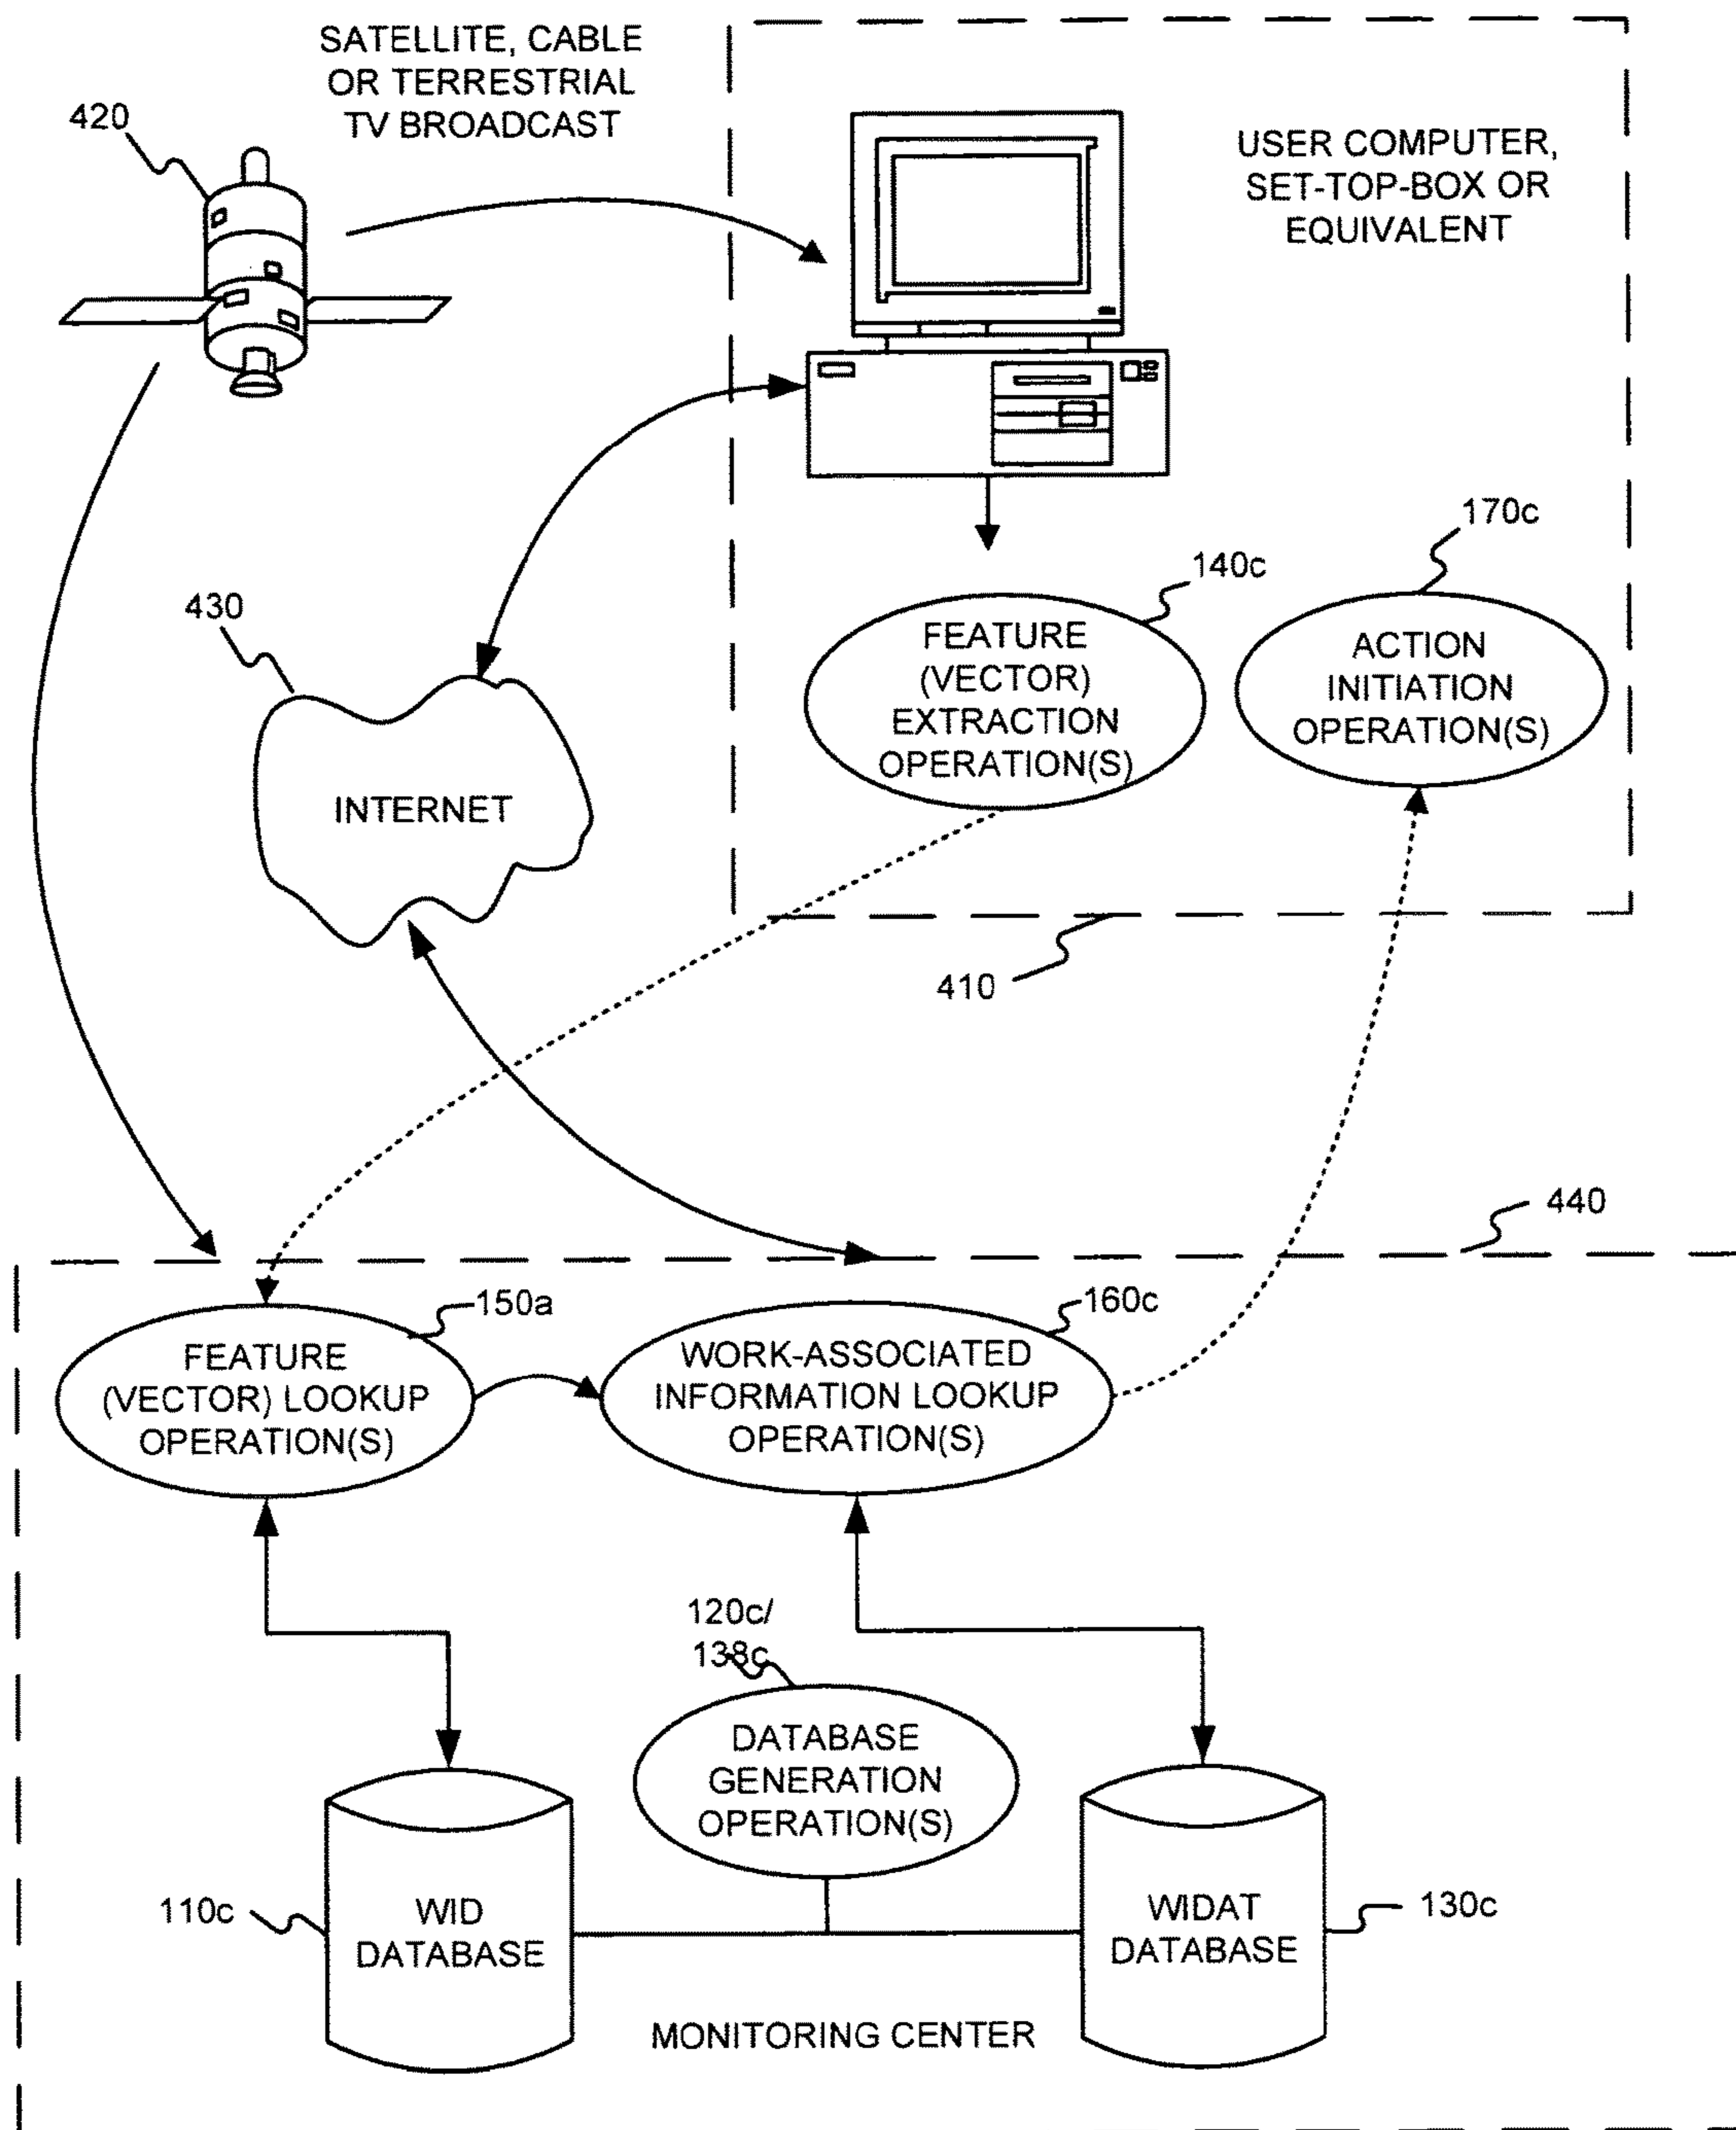 SATELLITE, CABLE
OR TERRESTRIAL
TV BROADCAST
420
USER COMPUTER,
SET-TOP-BOX OR
EQUIVALENT
170c
140c
430
FEATURE
(VECTOR)
EXTRACTION
OPERATION(S)
ACTION
INITIATION
OPERATION(S)
INTERNET
410
440
150a
160c
FEATURE
(VECTOR) LOOKUP
OPERATION(S)
WORK-ASSOCIATED
INFORMATION LOOKUP
OPERATION(S)
120c/
138c
DATABASE
GENERATION
OPERATION(S)
110c
WID
DATABASE
WIDAT
DATABASE
130c
MONITORING CENTER